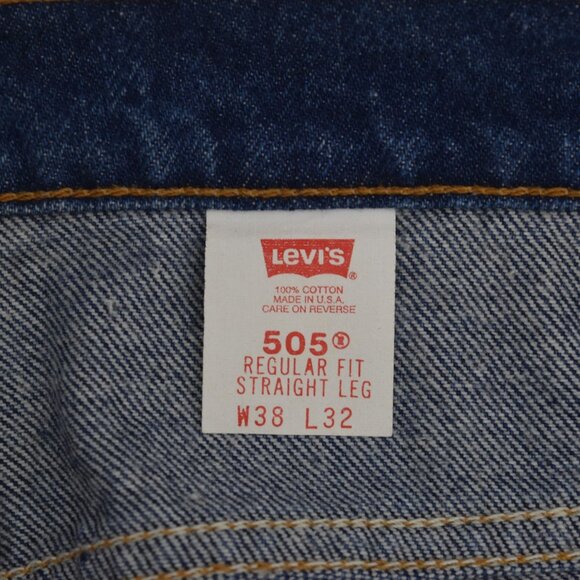 LEVI'S
100% COTTON
MADE IN U.S.A.
CARE ON REVERSE
505®
REGULAR FIT
STRAIGHT LEG
W38 L32